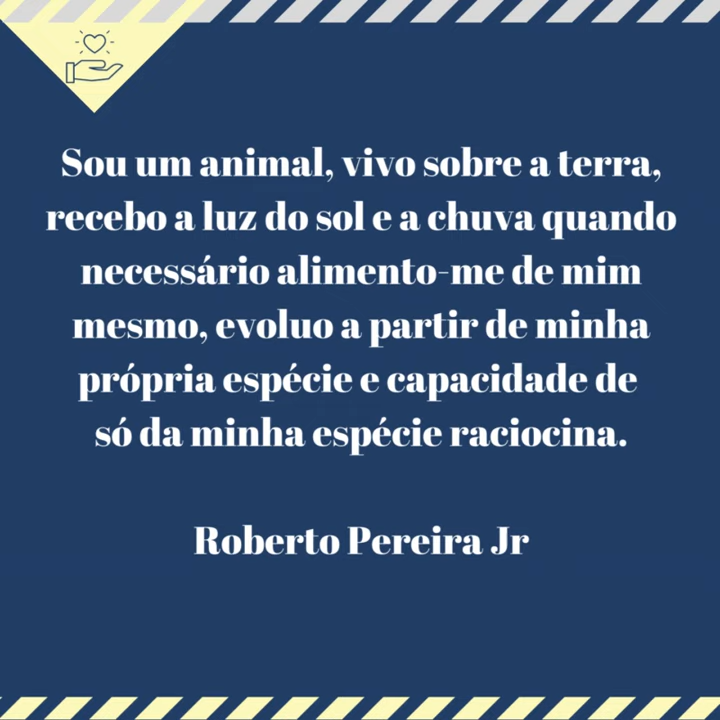 Sou um animal, vivo sobre a terra,
recebo a luz do sol e a chuva quando
necessário alimento-me de mim
mesmo, evoluo a partir de minha
própria espécie e capacidade de
só da minha espécie raciocina.
Roberto Pereira Jr